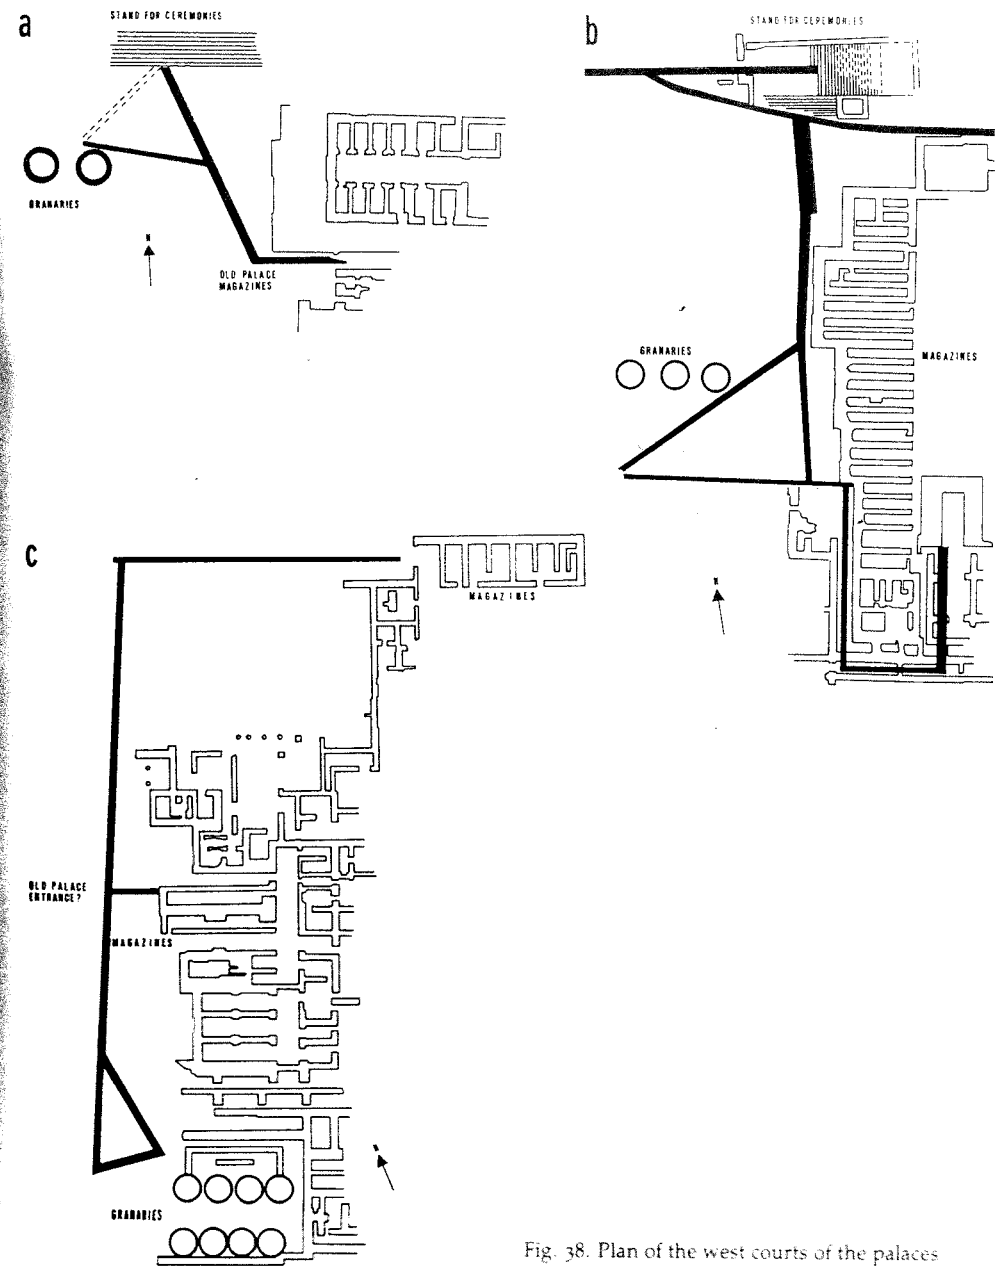 a
STAND FOR CEREMONIES
GRANARIES
N
OLD PALACE
MAGAZINES
b
STAND FOR CEREMONIES
GRANARIES
MAGAZINES
N
c
MAGAZINES
OLD PALACE
ENTRANCE?
MAGAZINES
N
GRANARIES
Fig. 38. Plan of the west courts of the palaces